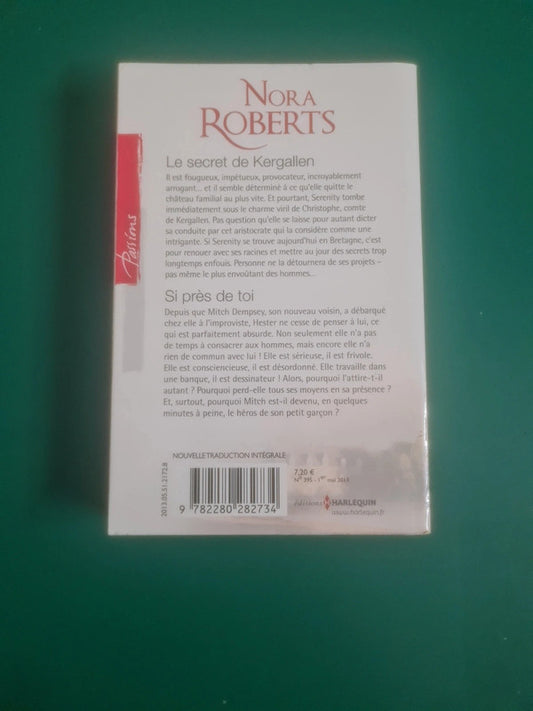 NORA
ROBERTS
Le secret de Kergallen
Il est fougueux, impétueux, provocateur, incroyablement
arrogant... et il semble déterminé à ce qu'elle quitte le
château familial au plus vite. Et pourtant, Serenity tombe
immédiatement sous le charme viril de Christophe, comte
de Kergallen. Pas question qu'elle se laisse pour autant dicter
sa conduite par cet aristocrate qui la considère comme une
intrigante. Si Serenity se trouve aujourd'hui en Bretagne, c'est
pour renouer avec ses racines et mettre au jour des secrets trop
longtemps enfouis. Personne ne la détournera de ses projets –
pas même le plus envoûtant des hommes...
Si près de toi
Depuis que Mitch Dempsey, son nouveau voisin, a débarqué
chez elle à l'improviste, Hester ne cesse de penser à lui, ce
qui est parfaitement absurde. Non seulement elle n'a pas
de temps à consacrer aux hommes, mais encore elle n'a
rien de commun avec lui ! Elle est sérieuse, il est frivole.
Elle est consciencieuse, il est désordonné. Elle travaille dans
une banque, il est dessinateur ! Alors, pourquoi l'attire-t-il
autant ? Pourquoi perd-elle tous ses moyens en sa présence ?
Et, surtout, pourquoi Mitch est-il devenu, en quelques
minutes à peine, le héros de son petit garçon ?
Passions
NOUVELLE TRADUCTION INTÉGRALE
2013.05.51.2172.8
9 782280 282734
7,20 €
N° 395 - 1er mai 2013
éditions HARLEQUIN
www.harlequin.fr